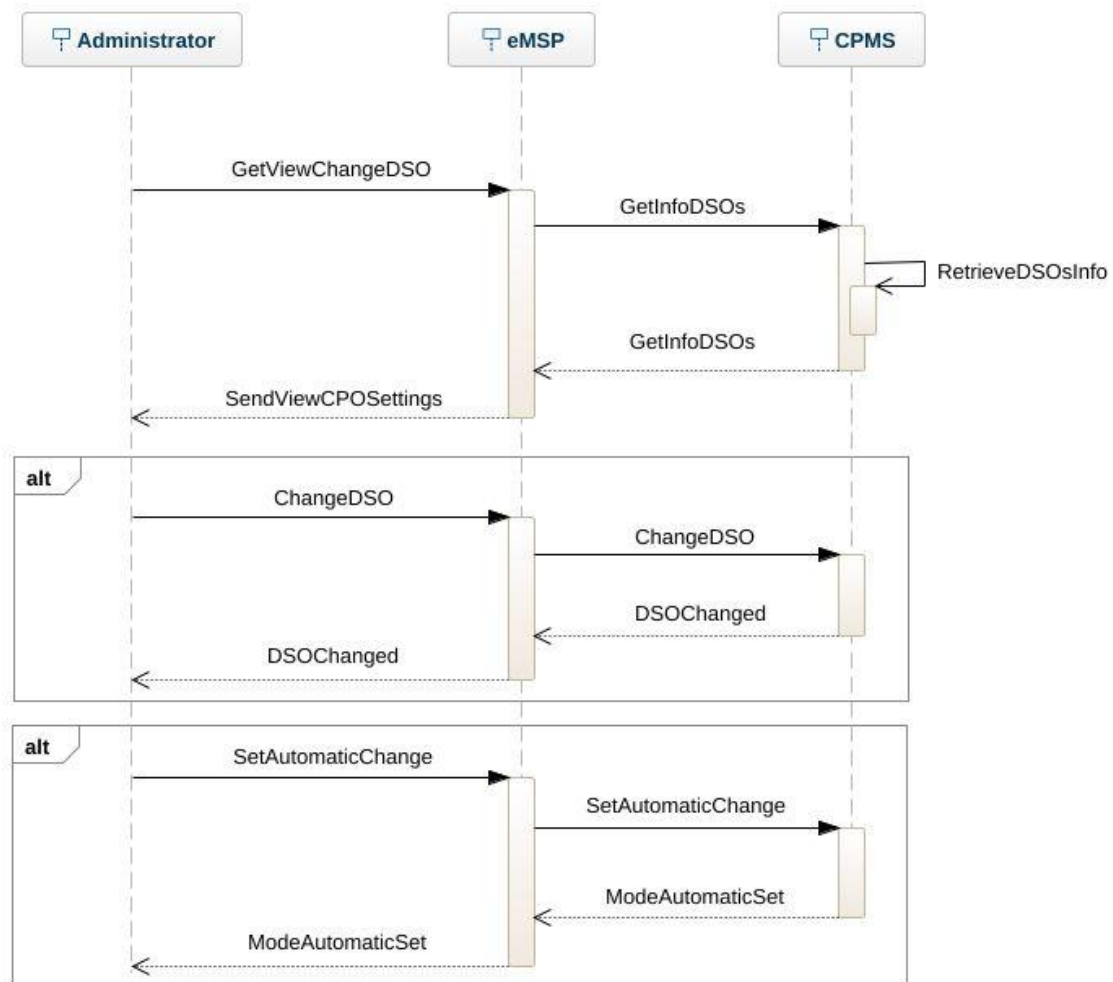 Administrator
eMSP
CPMS
GetViewChangeDSO
GetInfoDSOs
RetrieveDSOsInfo
GetInfoDSOs
SendViewCPOSettings
alt
ChangeDSO
ChangeDSO
DSOChanged
DSOChanged
alt
SetAutomaticChange
SetAutomaticChange
ModeAutomaticSet
ModeAutomaticSet